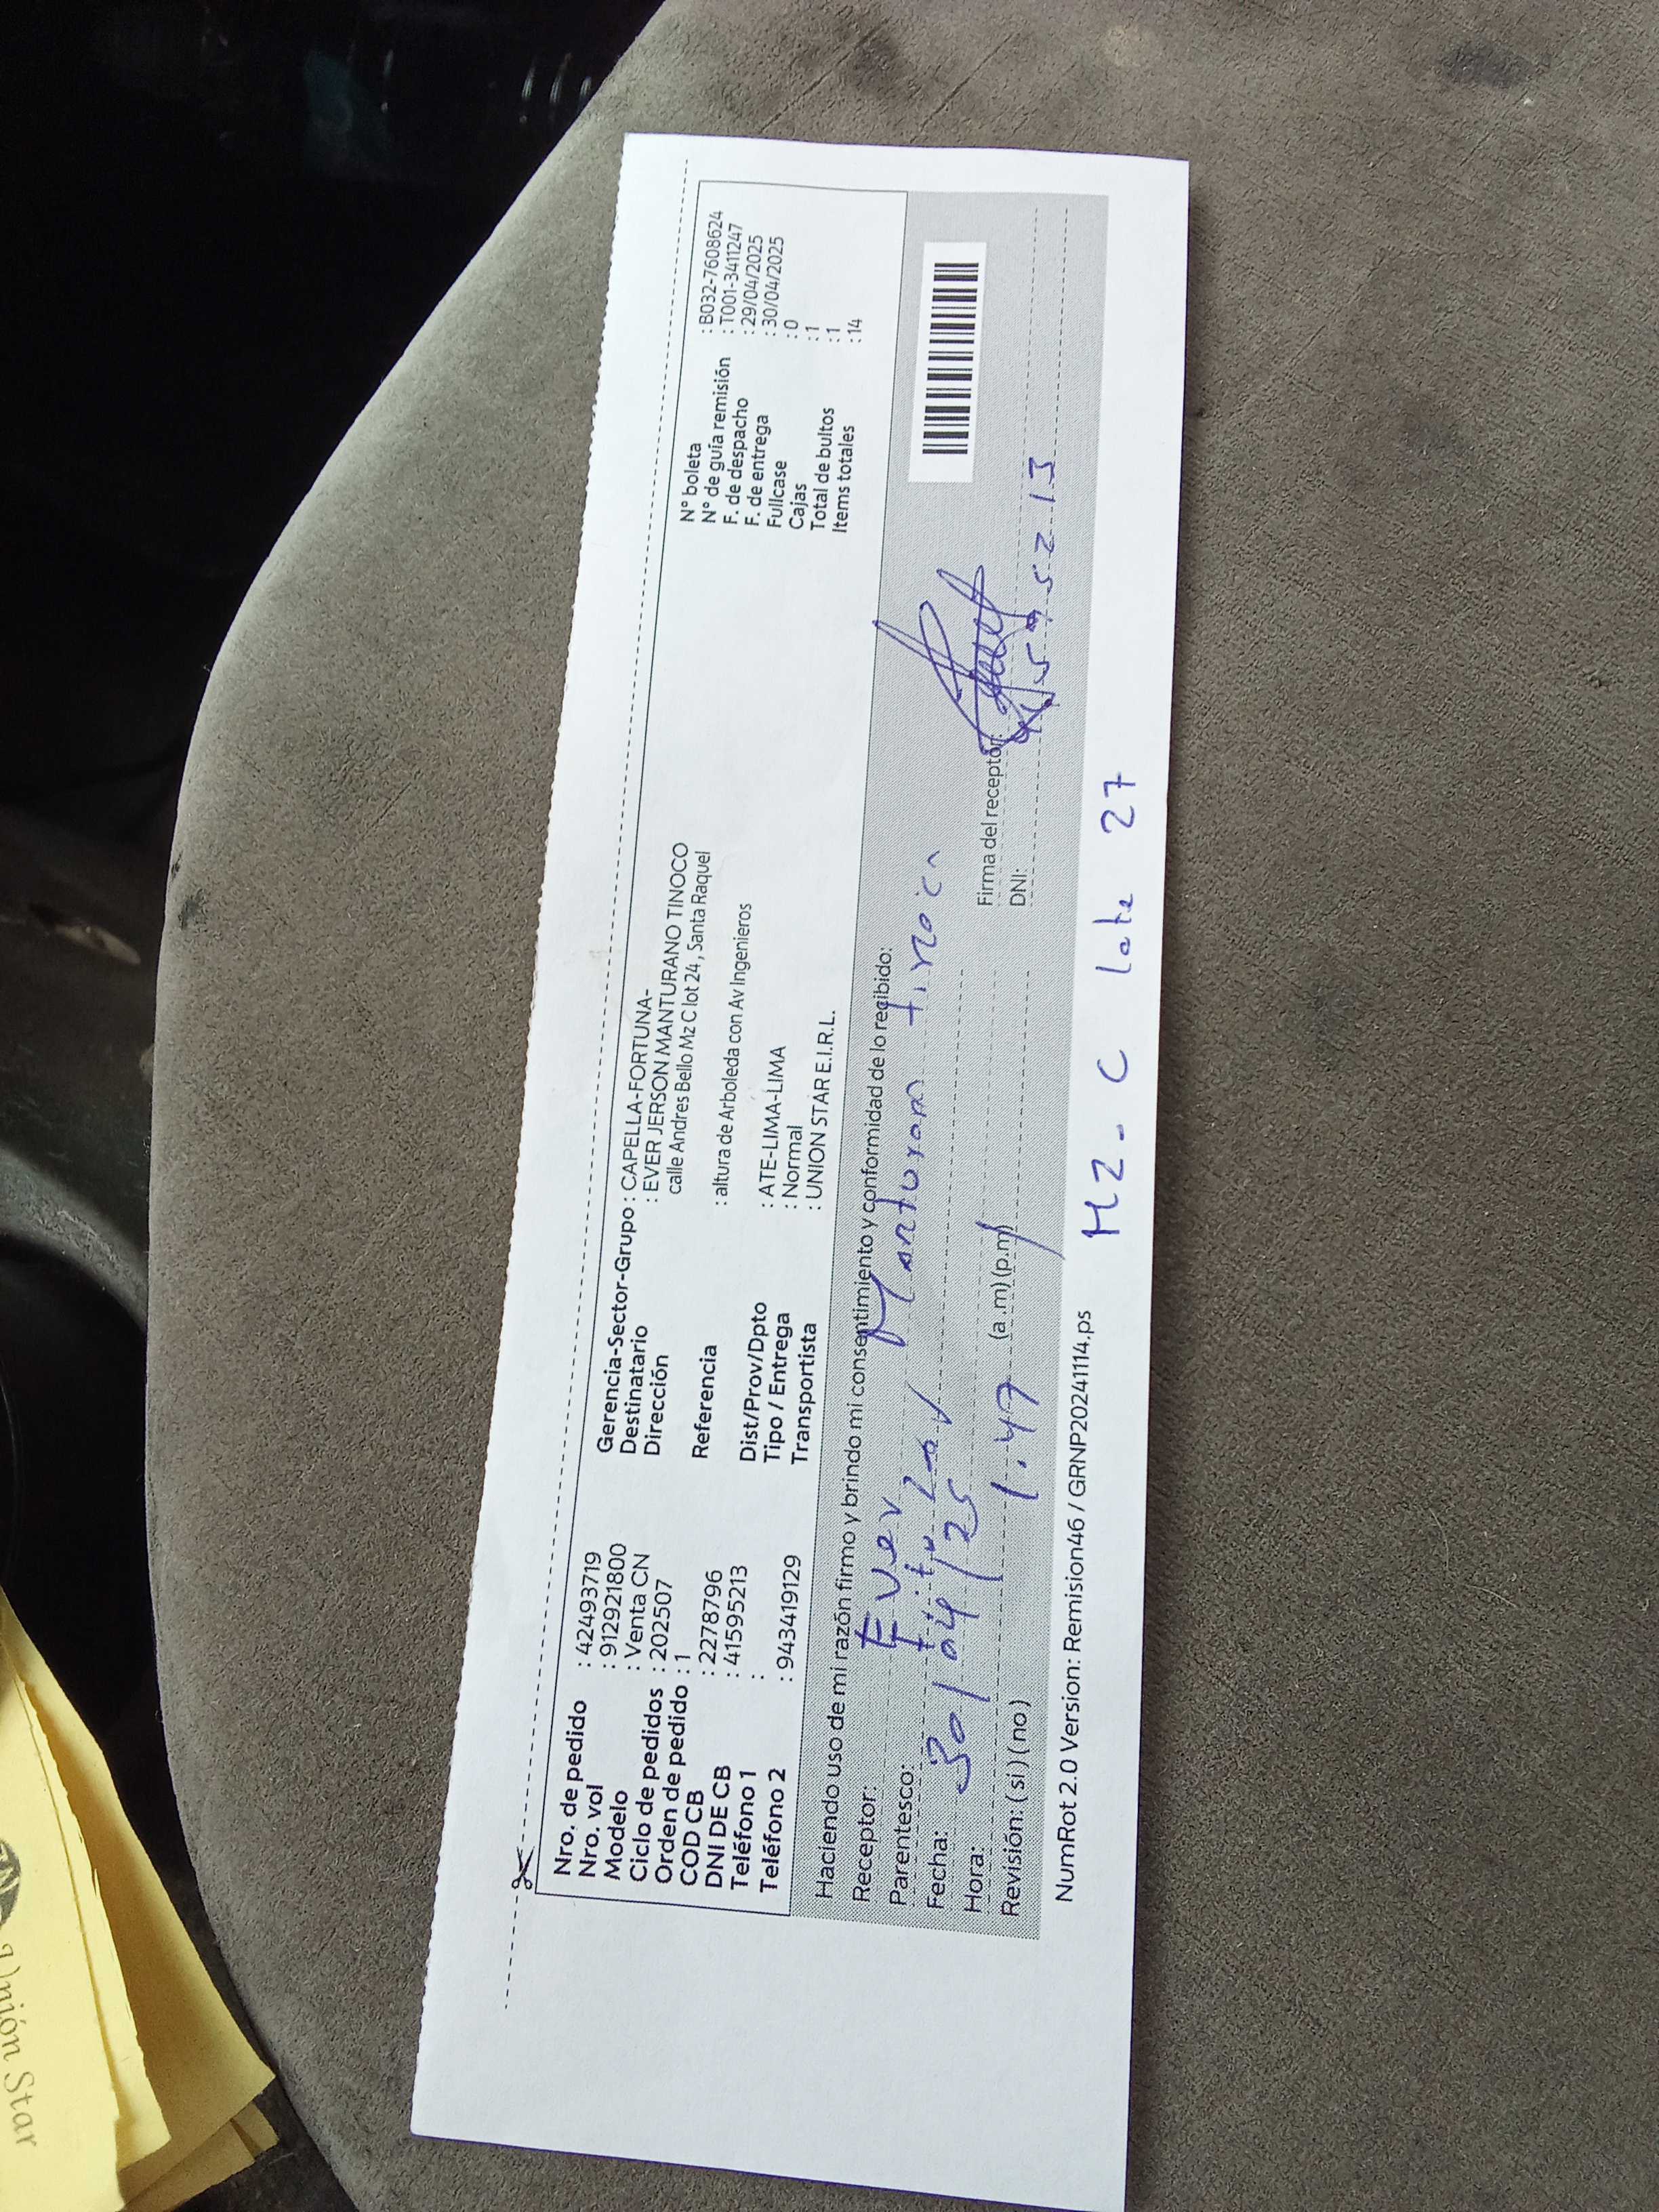 Nro. de pedido : 42493719
Nro. vol : 912921800
Modelo : Venta CN
Ciclo de pedidos : 202507
Orden de pedido : 1
COD CB : 2278796
DNI DE CB : 41595213
Teléfono 1 :
Teléfono 2 : 943419129
Gerencia-Sector-Grupo : CAPELLA-FORTUNA-
Destinatario : EVER JERSON MANTURANO TINOCO
Dirección calle Andres Bello Mz C lot 24, Santa Raquel
Referencia : altura de Arboleda con Av Ingenieros
Dist/Prov/Dpto : ATE-LIMA-LIMA
Tipo / Entrega : Normal
Transportista : UNION STAR E.I.R.L.
N° boleta : B032-7608624
N° de guía remisión : T001-3411247
F. de despacho : 29/04/2025
F. de entrega : 30/04/2025
Fullcase : 0
Cajas : 1
Total de bultos : 1
Items totales : 14
Haciendo uso de mi razón firmo y brindo mi consentimiento y conformidad de lo recibido:
Receptor: Ever Manturano tinoco
Parentesco: titular
Fecha: 30/04/25
Hora: 1:47 (a .m) (p.m)
Revisión: (si) (no)
Firma del receptor:
DNI: 41595213
NumRot 2.0 Version: Remision46 / GRNP20241114.ps
MZ - C lote 27
Unión Star